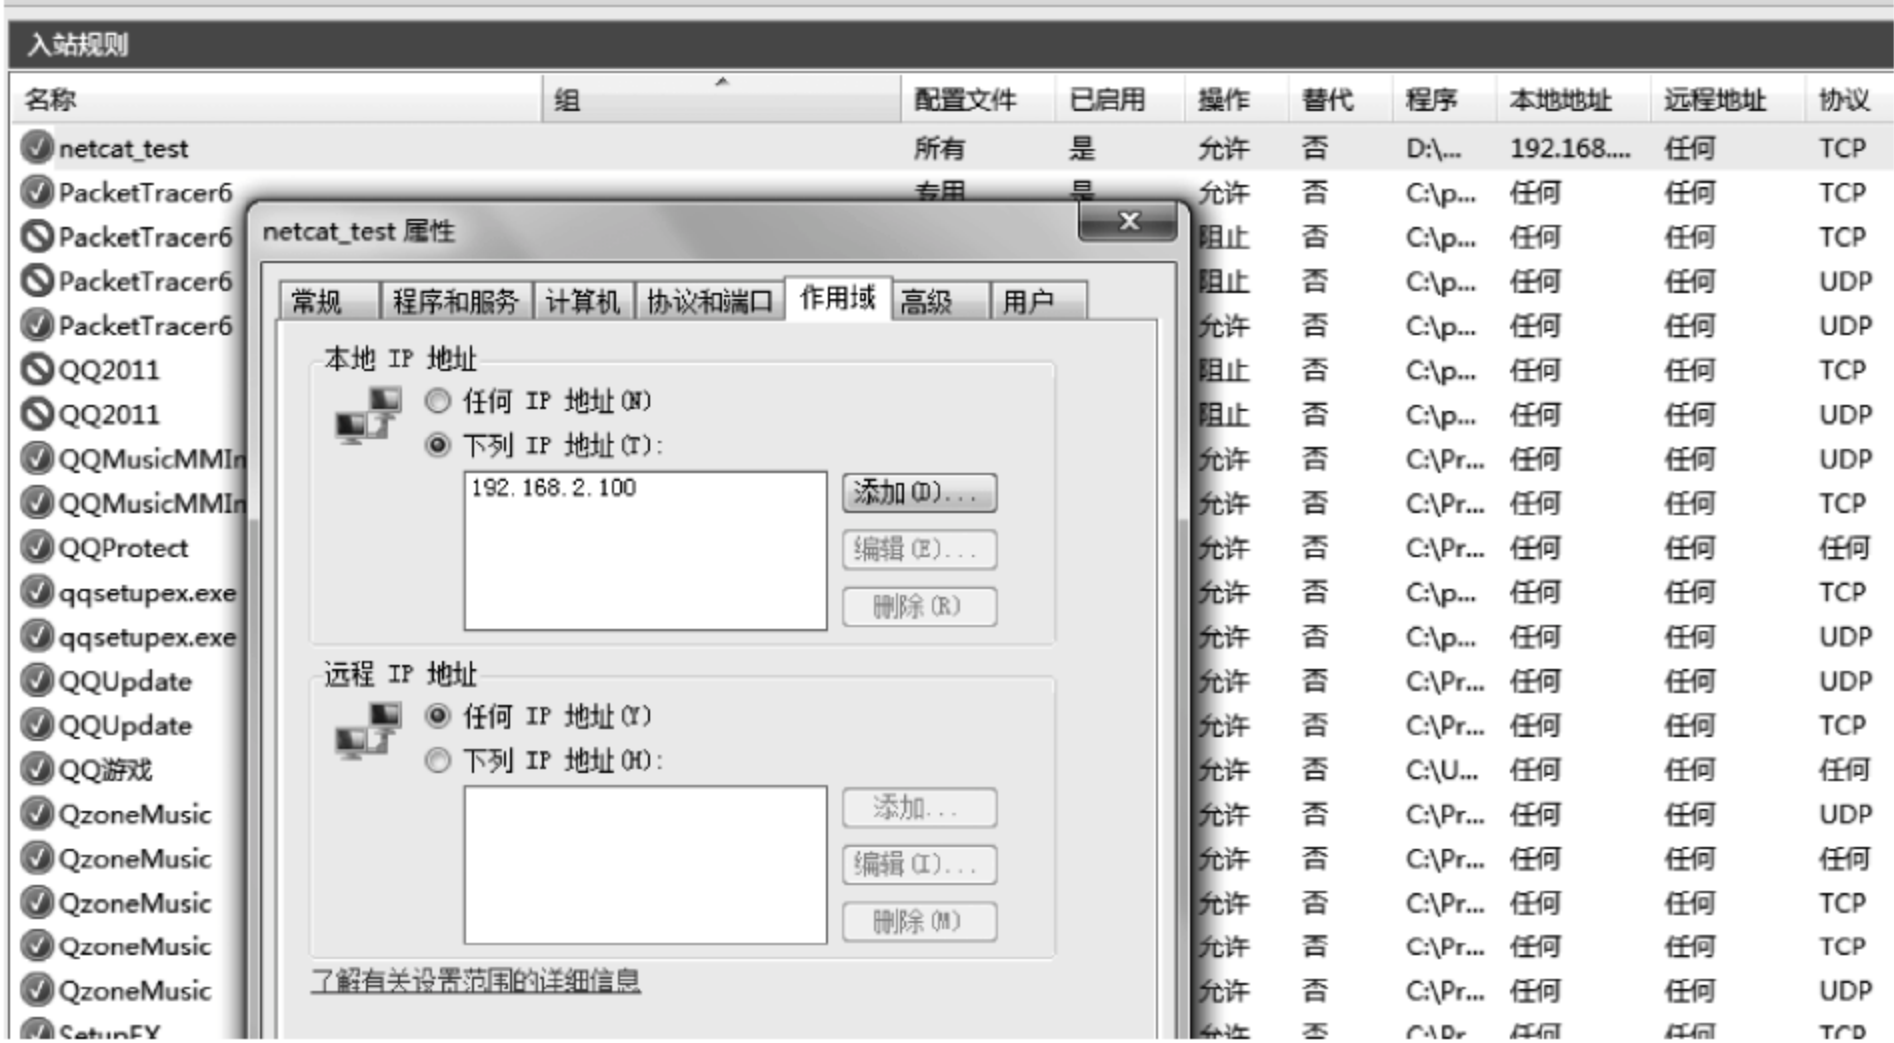 入站规则
名称 组 配置文件 已启用 操作 替代 程序 本地地址 远程地址 协议
netcat_test 所有 是 允许 否 D:\... 192.168.... 任何 TCP
PacketTracer6 专用 是 允许 否 C:\p... 任何 任何 TCP
PacketTracer6 阻止 否 C:\p... 任何 任何 TCP
PacketTracer6 阻止 否 C:\p... 任何 任何 UDP
PacketTracer6 允许 否 C:\p... 任何 任何 UDP
QQ2011 阻止 否 C:\p... 任何 任何 TCP
QQ2011 阻止 否 C:\p... 任何 任何 UDP
QQMusicMMIn 允许 否 C:\Pr... 任何 任何 UDP
QQMusicMMIn 允许 否 C:\Pr... 任何 任何 TCP
QQProtect 允许 否 C:\Pr... 任何 任何 任何
qqsetupex.exe 允许 否 C:\p... 任何 任何 TCP
qqsetupex.exe 允许 否 C:\p... 任何 任何 UDP
QQUpdate 允许 否 C:\Pr... 任何 任何 UDP
QQUpdate 允许 否 C:\Pr... 任何 任何 TCP
QQ游戏 允许 否 C:\U... 任何 任何 任何
QzoneMusic 允许 否 C:\Pr... 任何 任何 UDP
QzoneMusic 允许 否 C:\Pr... 任何 任何 任何
QzoneMusic 允许 否 C:\Pr... 任何 任何 TCP
QzoneMusic 允许 否 C:\Pr... 任何 任何 TCP
QzoneMusic 允许 否 C:\Pr... 任何 任何 UDP
SetupEX 允许 否 C:\Pr 任何 任何 TCP
netcat_test 属性
常规 程序和服务 计算机 协议和端口 作用域 高级 用户
本地 IP 地址
任何 IP 地址(N)
下列 IP 地址(T):
192.168.2.100
添加(D)...
编辑(E)...
删除(R)
远程 IP 地址
任何 IP 地址(Y)
下列 IP 地址(H):
添加...
编辑(I)...
删除(M)
了解有关设置范围的详细信息